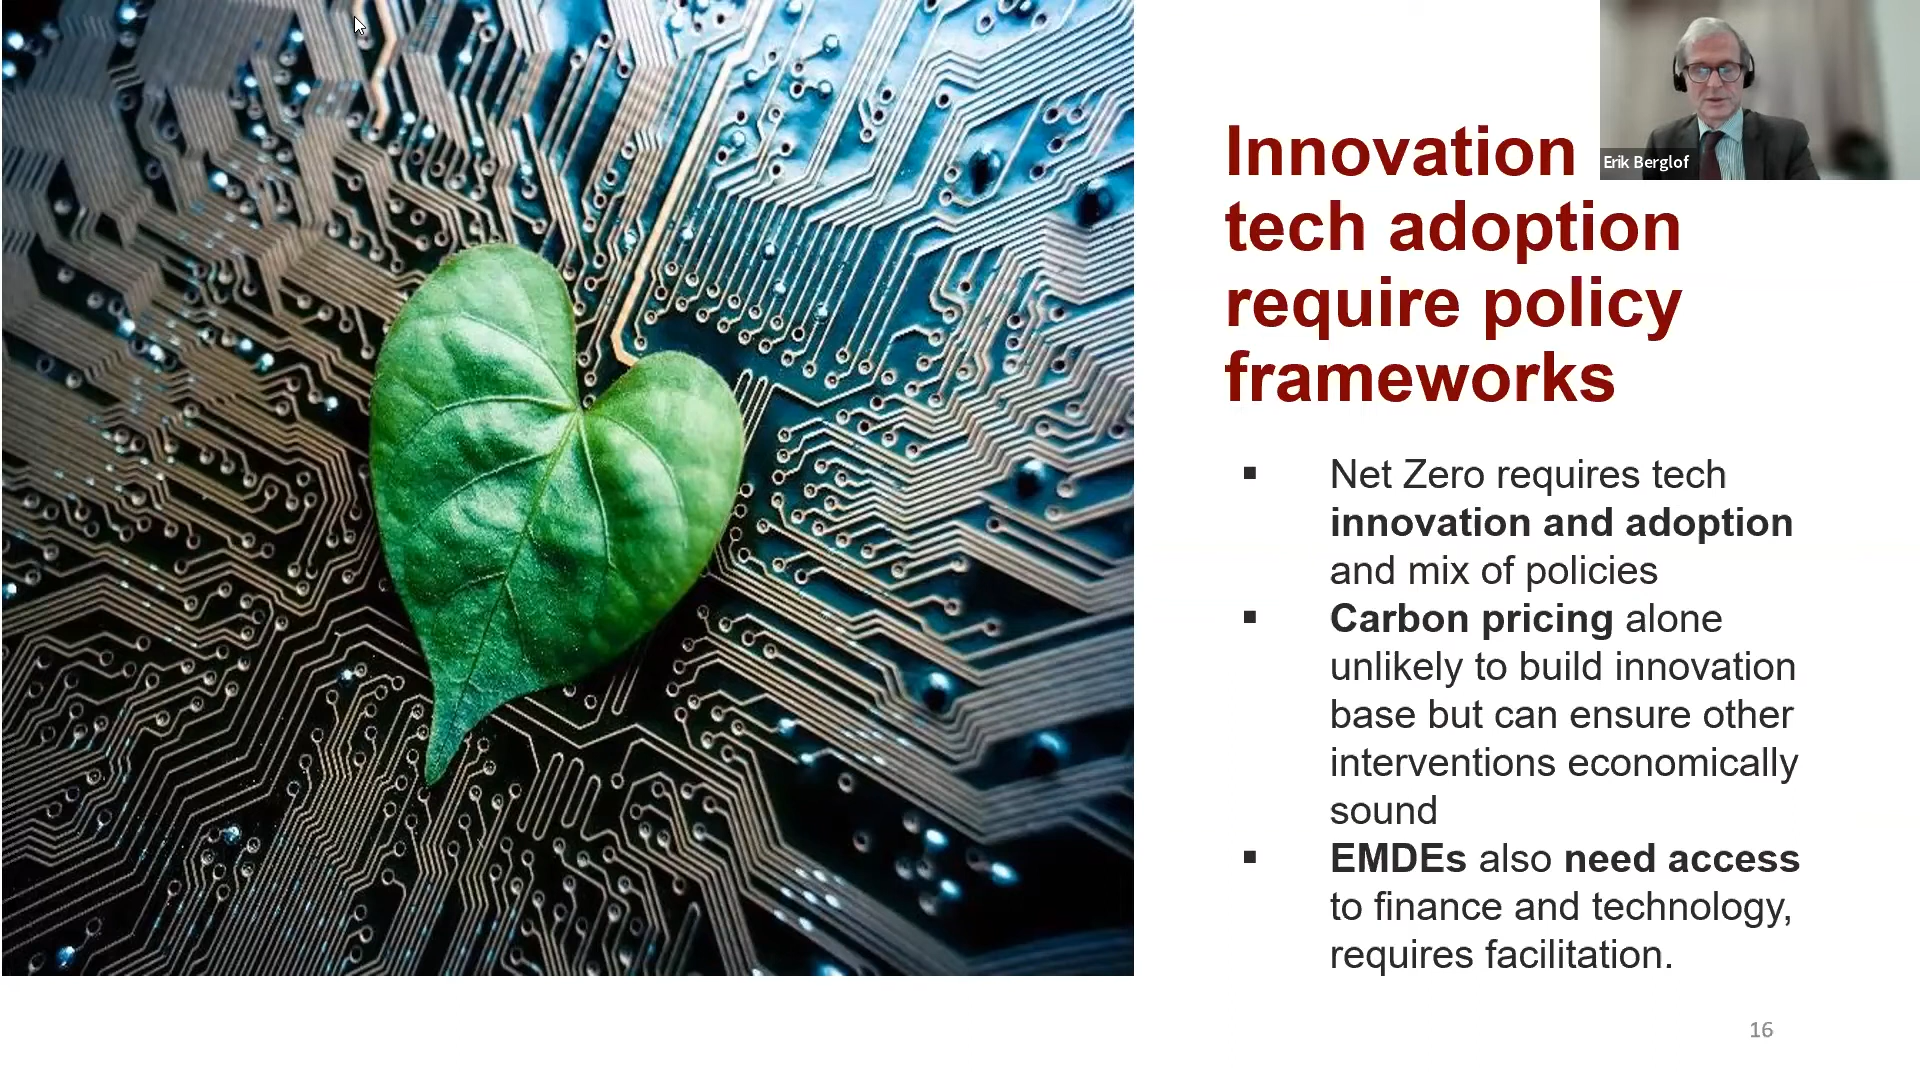 Innovation
tech adoption
require policy
frameworks
Erik Berglof
▪ Net Zero requires tech
innovation and adoption
and mix of policies
▪ Carbon pricing alone
unlikely to build innovation
base but can ensure other
interventions economically
sound
▪ EMDEs also need access
to finance and technology,
requires facilitation.
16